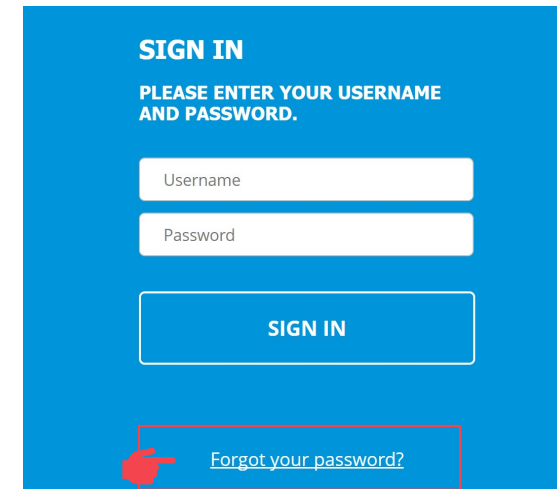 SIGN IN
PLEASE ENTER YOUR USERNAME
AND PASSWORD.
Username
Password
SIGN IN
Forgot your password?